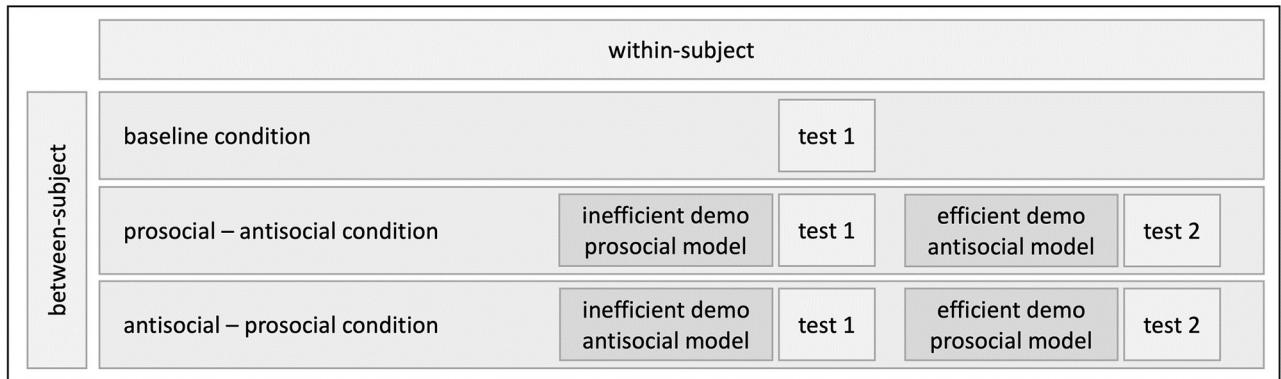 within-subject
between-subject
baseline condition
test 1
prosocial – antisocial condition
inefficient demo
prosocial model
test 1
efficient demo
antisocial model
test 2
antisocial – prosocial condition
inefficient demo
antisocial model
test 1
efficient demo
prosocial model
test 2